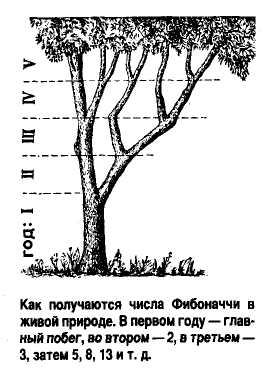 V
IV
III
II
год: I
Как получаются числа Фибоначчи в
живой природе. В первом году — глав-
ный побег, во втором — 2, в третьем —
3, затем 5, 8, 13 и т. д.